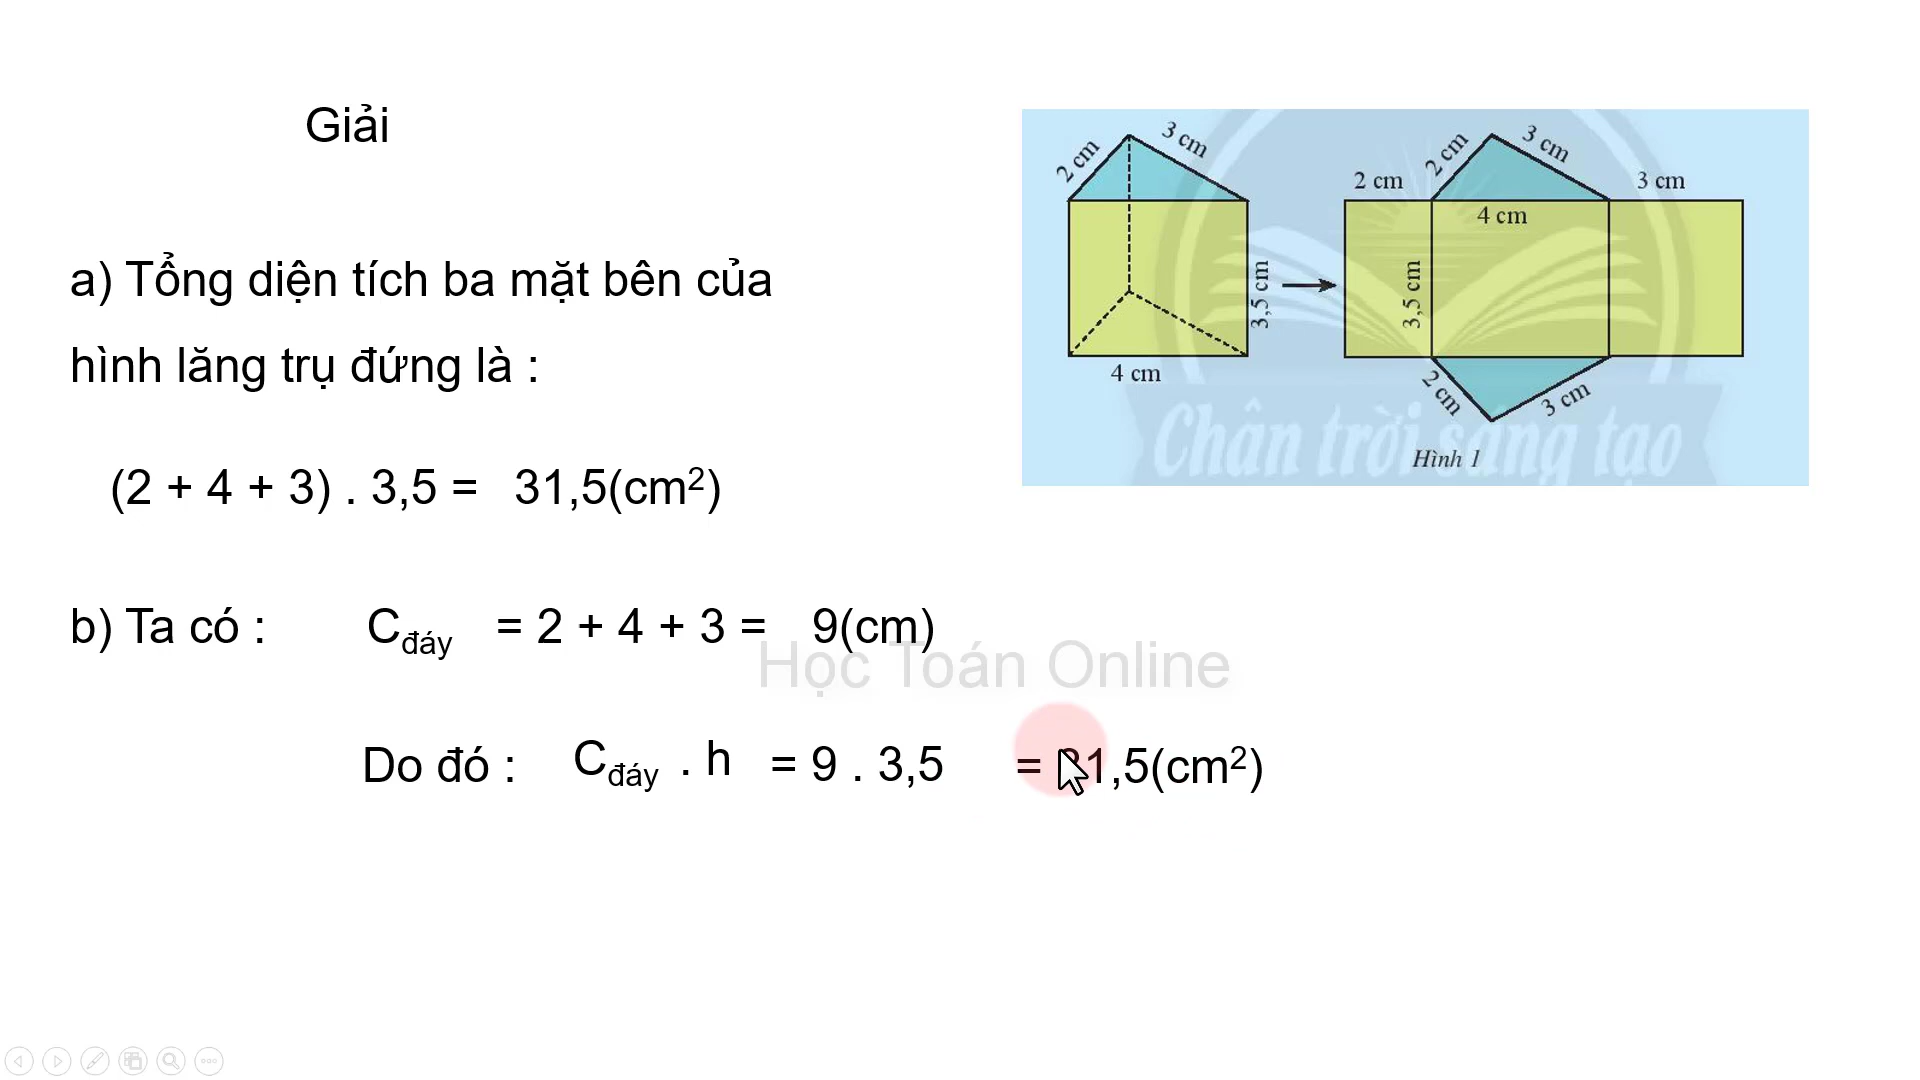 Giải
a) Tổng diện tích ba mặt bên của
hình lăng trụ đứng là :
(2 + 4 + 3) . 3,5 = 31,5(cm²)
b) Ta có : Cđáy = 2 + 4 + 3 = 9(cm)
Học Toán Online
Do đó : Cđáy . h = 9 . 3,5 = 31,5(cm²)
2 cm
3 cm
3,5 cm
4 cm
2 cm
2 cm
3 cm
3 cm
4 cm
3,5 cm
2 cm
3 cm
Chân trời sáng tạo
Hình 1